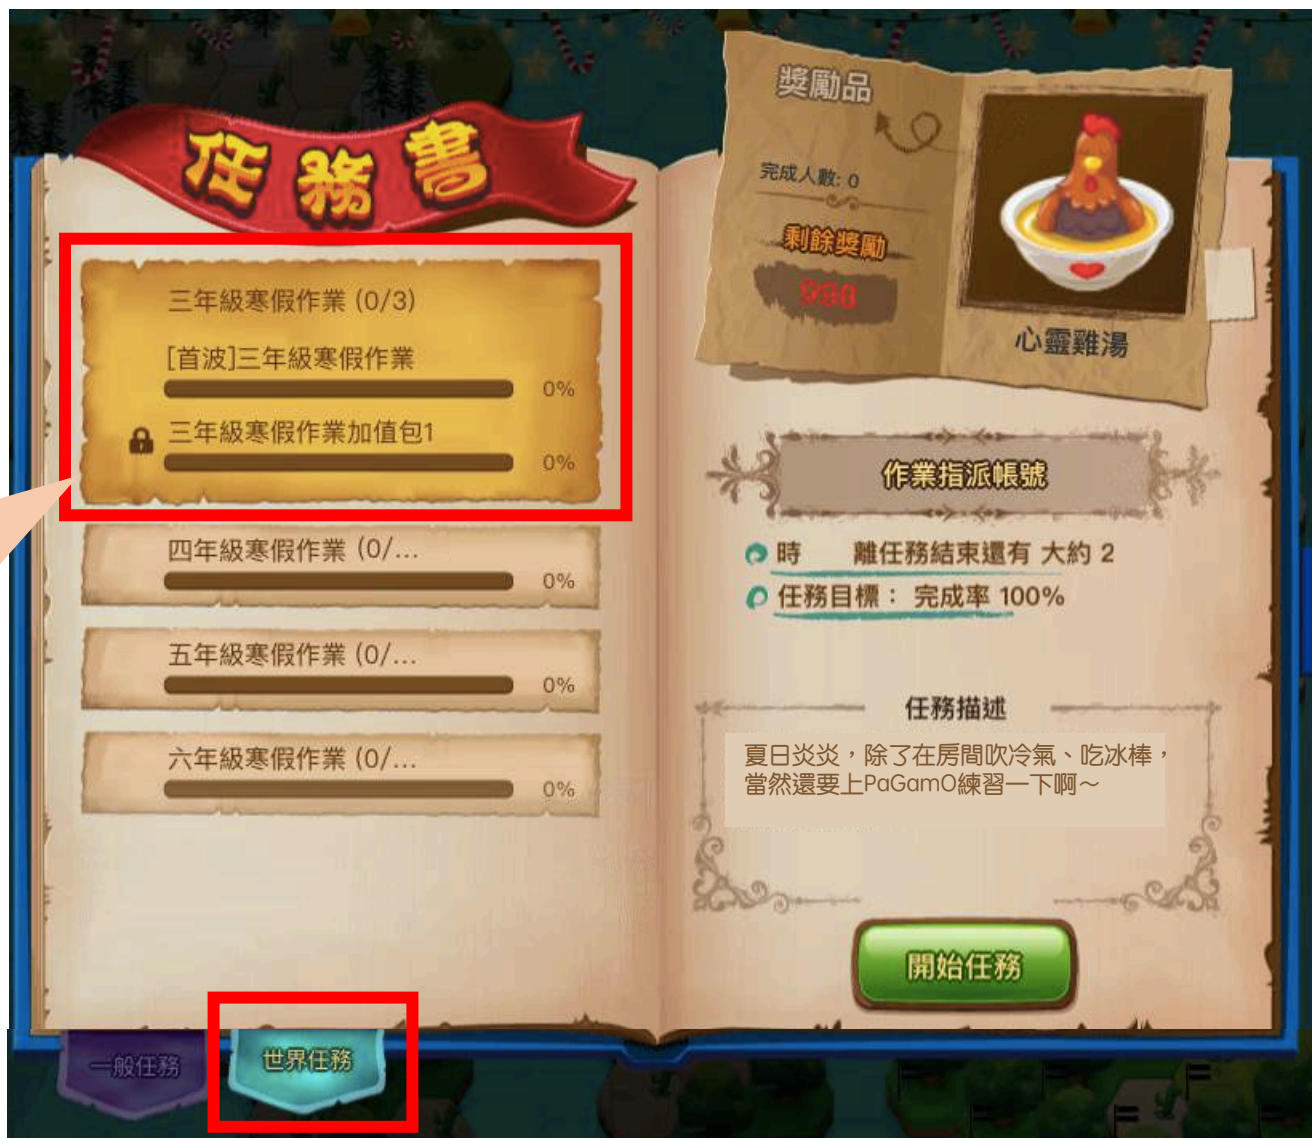 任務書
三年級寒假作業 (0/3)
[首波]三年級寒假作業
0%
三年級寒假作業加值包1
0%
四年級寒假作業 (0/...
0%
五年級寒假作業 (0/...
0%
六年級寒假作業 (0/...
0%
一般任務
世界任務
獎勵品
完成人數: 0
剩餘獎勵
998
心靈雞湯
作業指派帳號
時 離任務結束還有 大約 2
任務目標： 完成率 100%
任務描述
夏日炎炎，除了在房間吹冷氣、吃冰棒，
當然還要上PaGamO練習一下啊～
開始任務